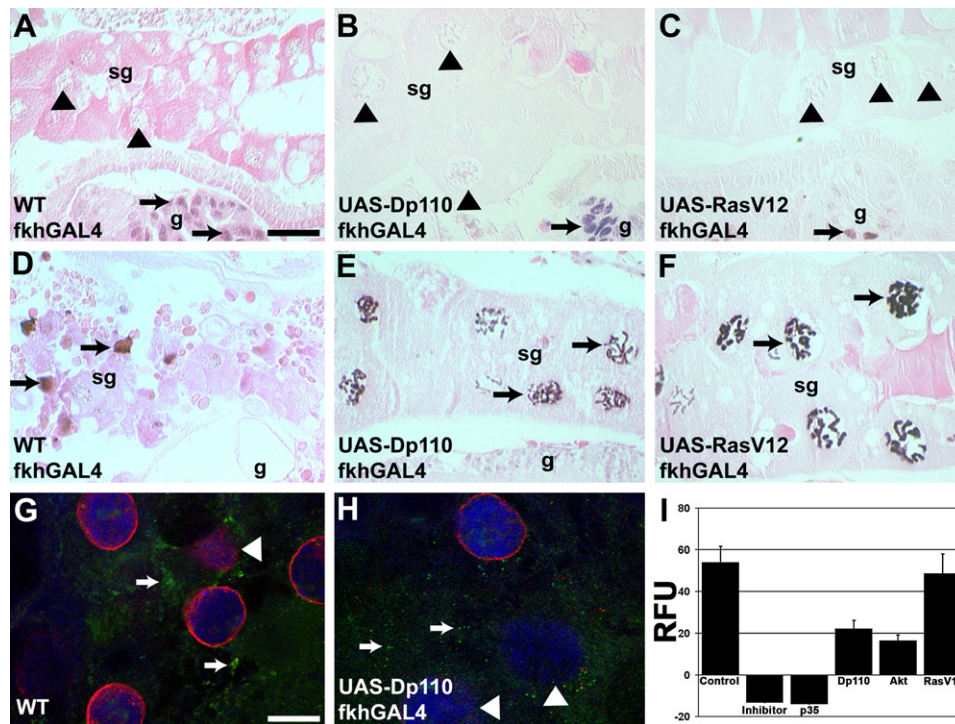 A
sg
WT
fkhGAL4
g
B
sg
UAS-Dp110
fkhGAL4
g
C
sg
UAS-RasV12
fkhGAL4
g
D
sg
WT
fkhGAL4
g
E
sg
UAS-Dp110
fkhGAL4
g
F
sg
UAS-RasV12
fkhGAL4
G
WT
H
UAS-Dp110
fkhGAL4
I
RFU
80
60
40
20
0
-20
Control
Inhibitor
p35
Dp110
Akt